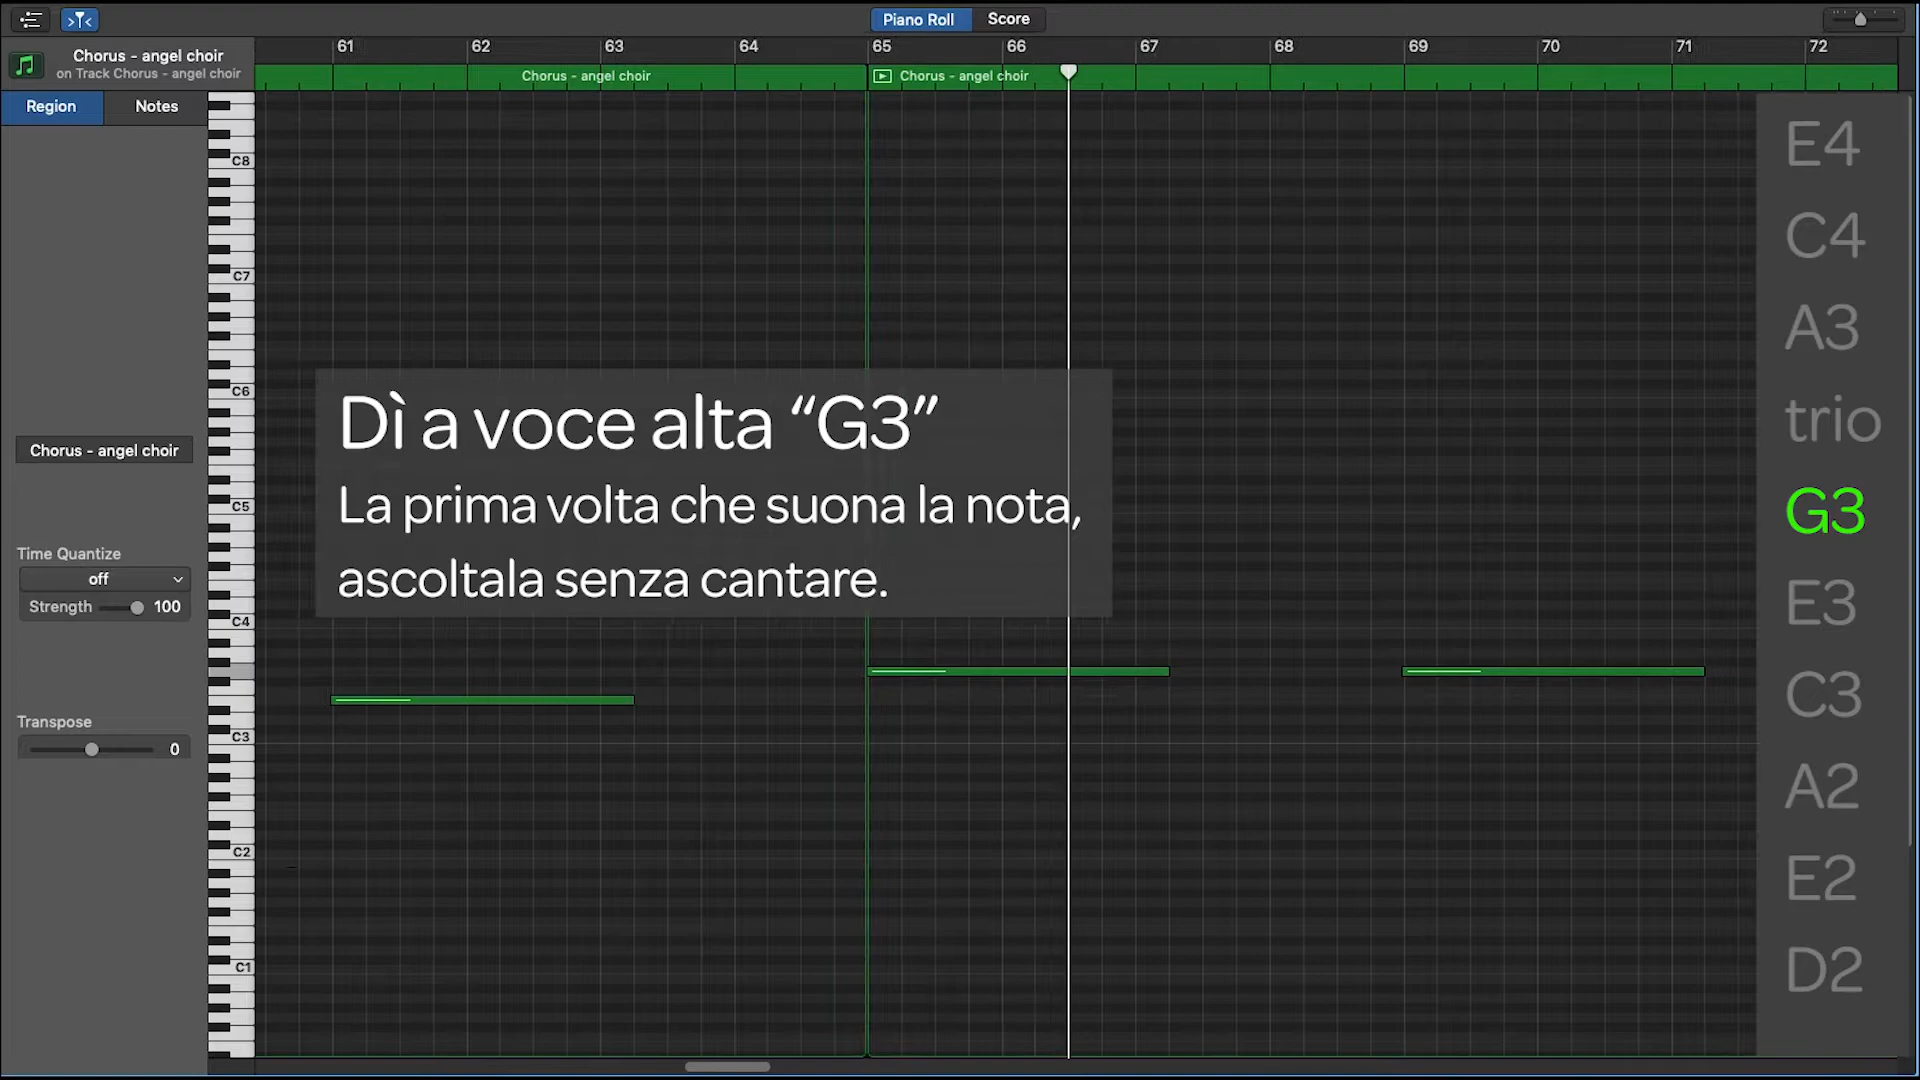 Piano Roll
Score
Chorus - angel choir
on Track Chorus - angel choir
61
62
63
64
65
66
67
68
69
70
71
72
Chorus - angel choir
Chorus - angel choir
Region
Notes
C8
C7
C6
C5
C4
C3
C2
C1
Chorus - angel choir
Time Quantize
off
Strength
100
Transpose
0
Dì a voce alta “G3”
La prima volta che suona la nota,
ascoltala senza cantare.
E4
C4
A3
trio
G3
E3
C3
A2
E2
D2